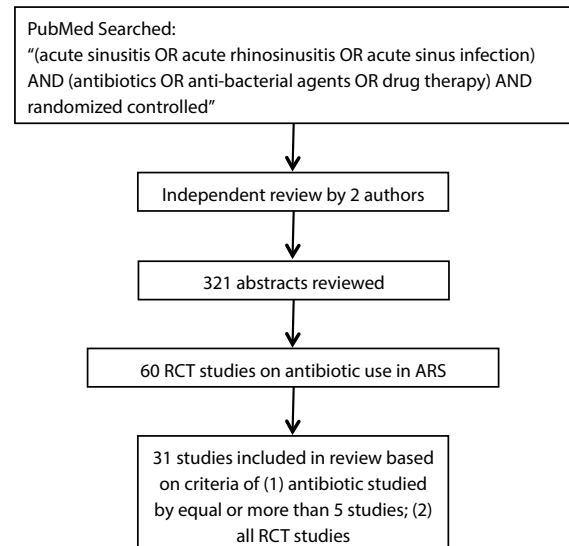 PubMed Searched:
“(acute sinusitis OR acute rhinosinusitis OR acute sinus infection)
AND (antibiotics OR anti-bacterial agents OR drug therapy) AND
randomized controlled”
Independent review by 2 authors
321 abstracts reviewed
60 RCT studies on antibiotic use in ARS
31 studies included in review based
on criteria of (1) antibiotic studied
by equal or more than 5 studies; (2)
all RCT studies